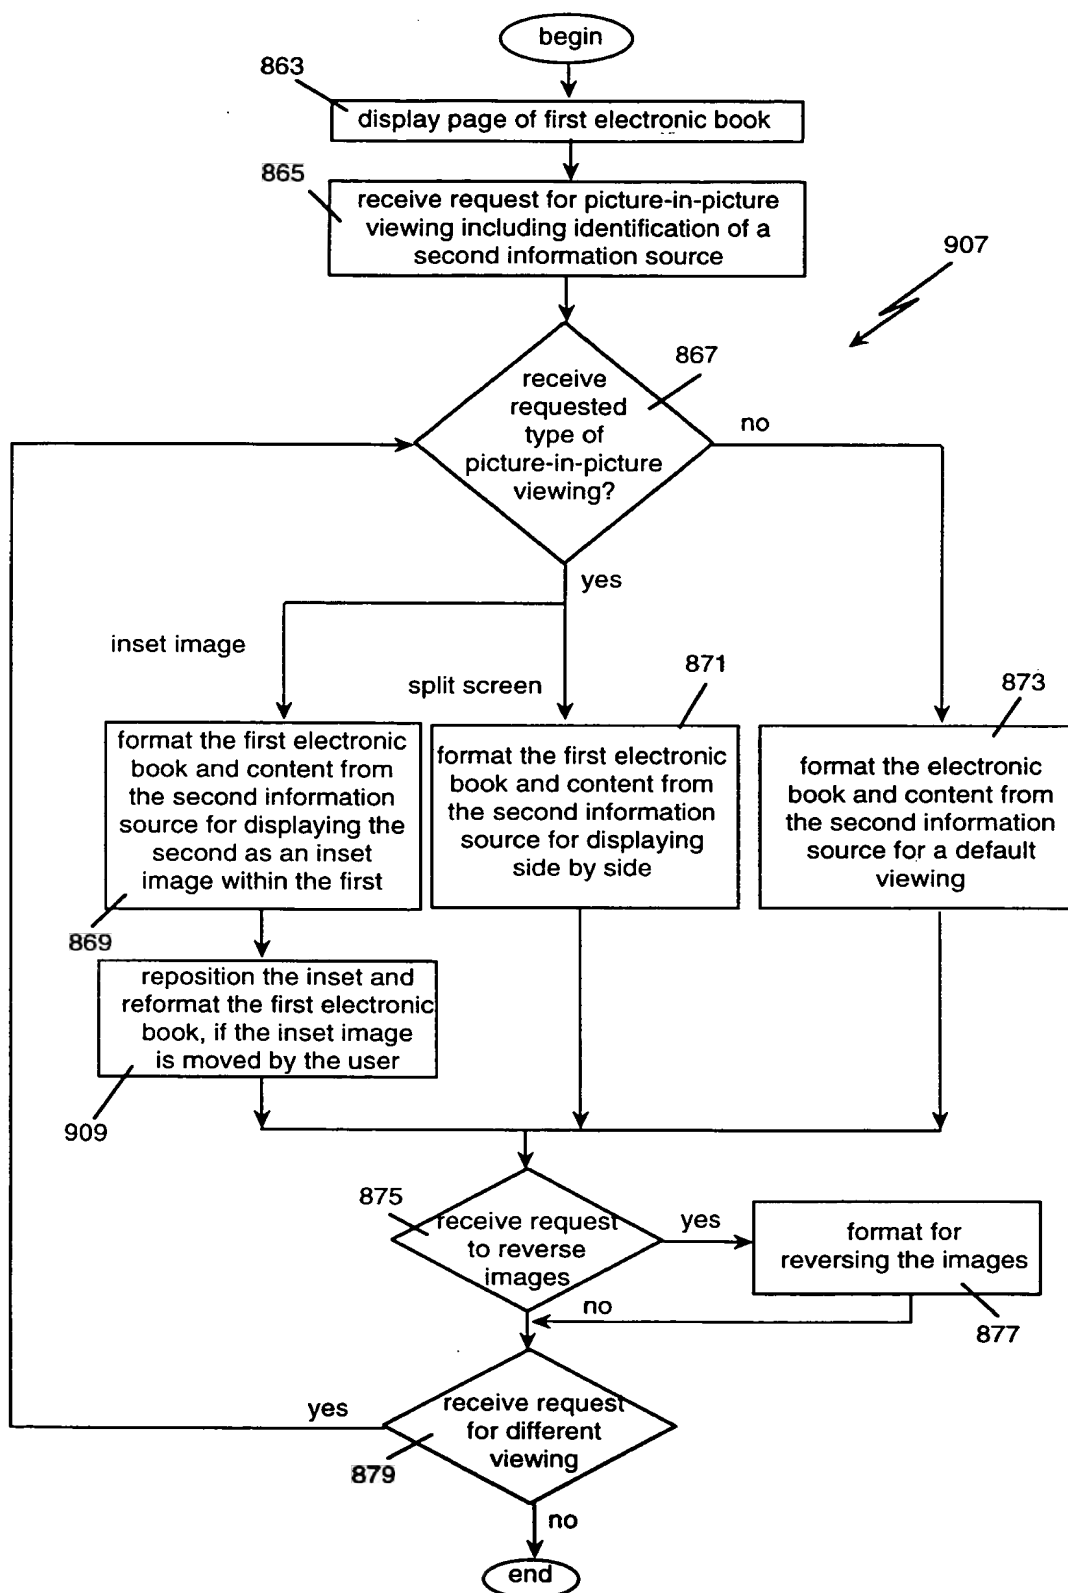 begin
863
display page of first electronic book
865
receive request for picture-in-picture
viewing including identification of a
second information source
907
867
receive
requested
type of
picture-in-picture
viewing?
no
yes
inset image
split screen
871
873
format the first electronic
book and content from
the second information
source for displaying the
second as an inset
image within the first
format the first electronic
book and content from
the second information
source for displaying
side by side
format the electronic
book and content from
the second information
source for a default
viewing
869
reposition the inset and
reformat the first electronic
book, if the inset image
is moved by the user
909
875
receive request
to reverse
images
yes
format for
reversing the images
no
877
yes
receive request
for different
viewing
879
no
end